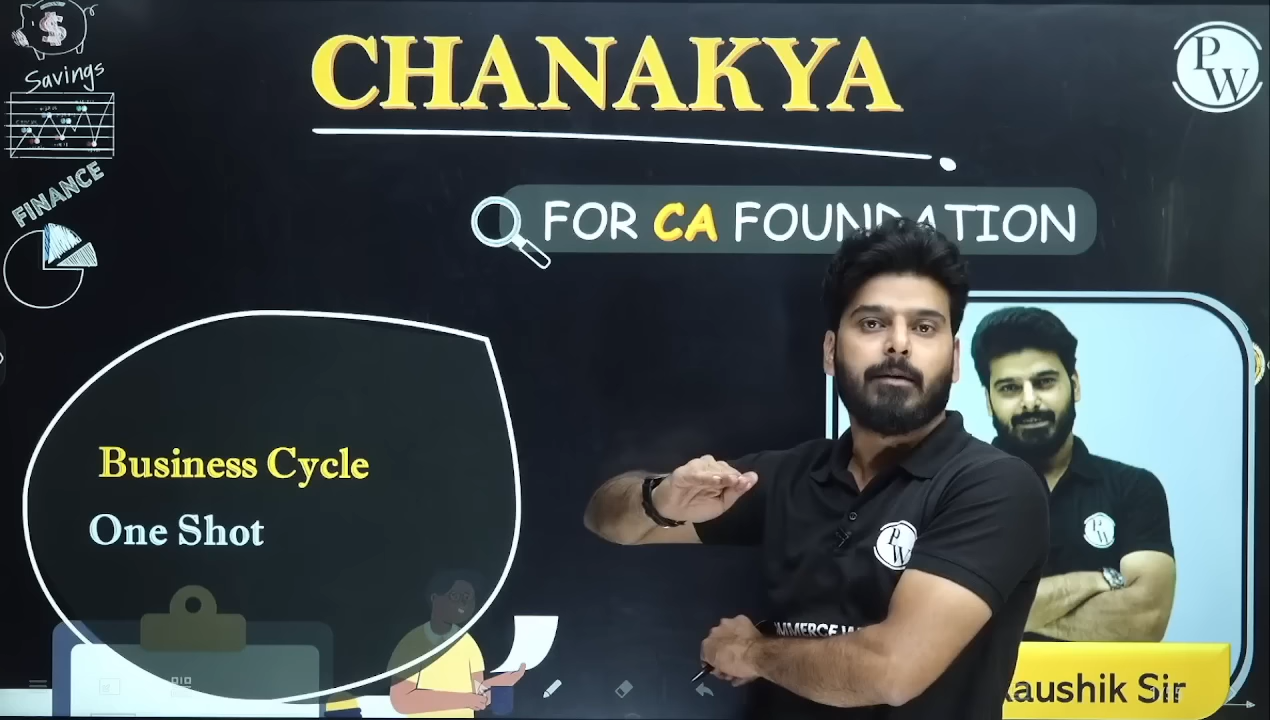 CHANAKYA
P
W
Savings
FINANCE
FOR CA FOUNDATION
Business Cycle
One Shot
P
W
P
W
Kaushik Sir